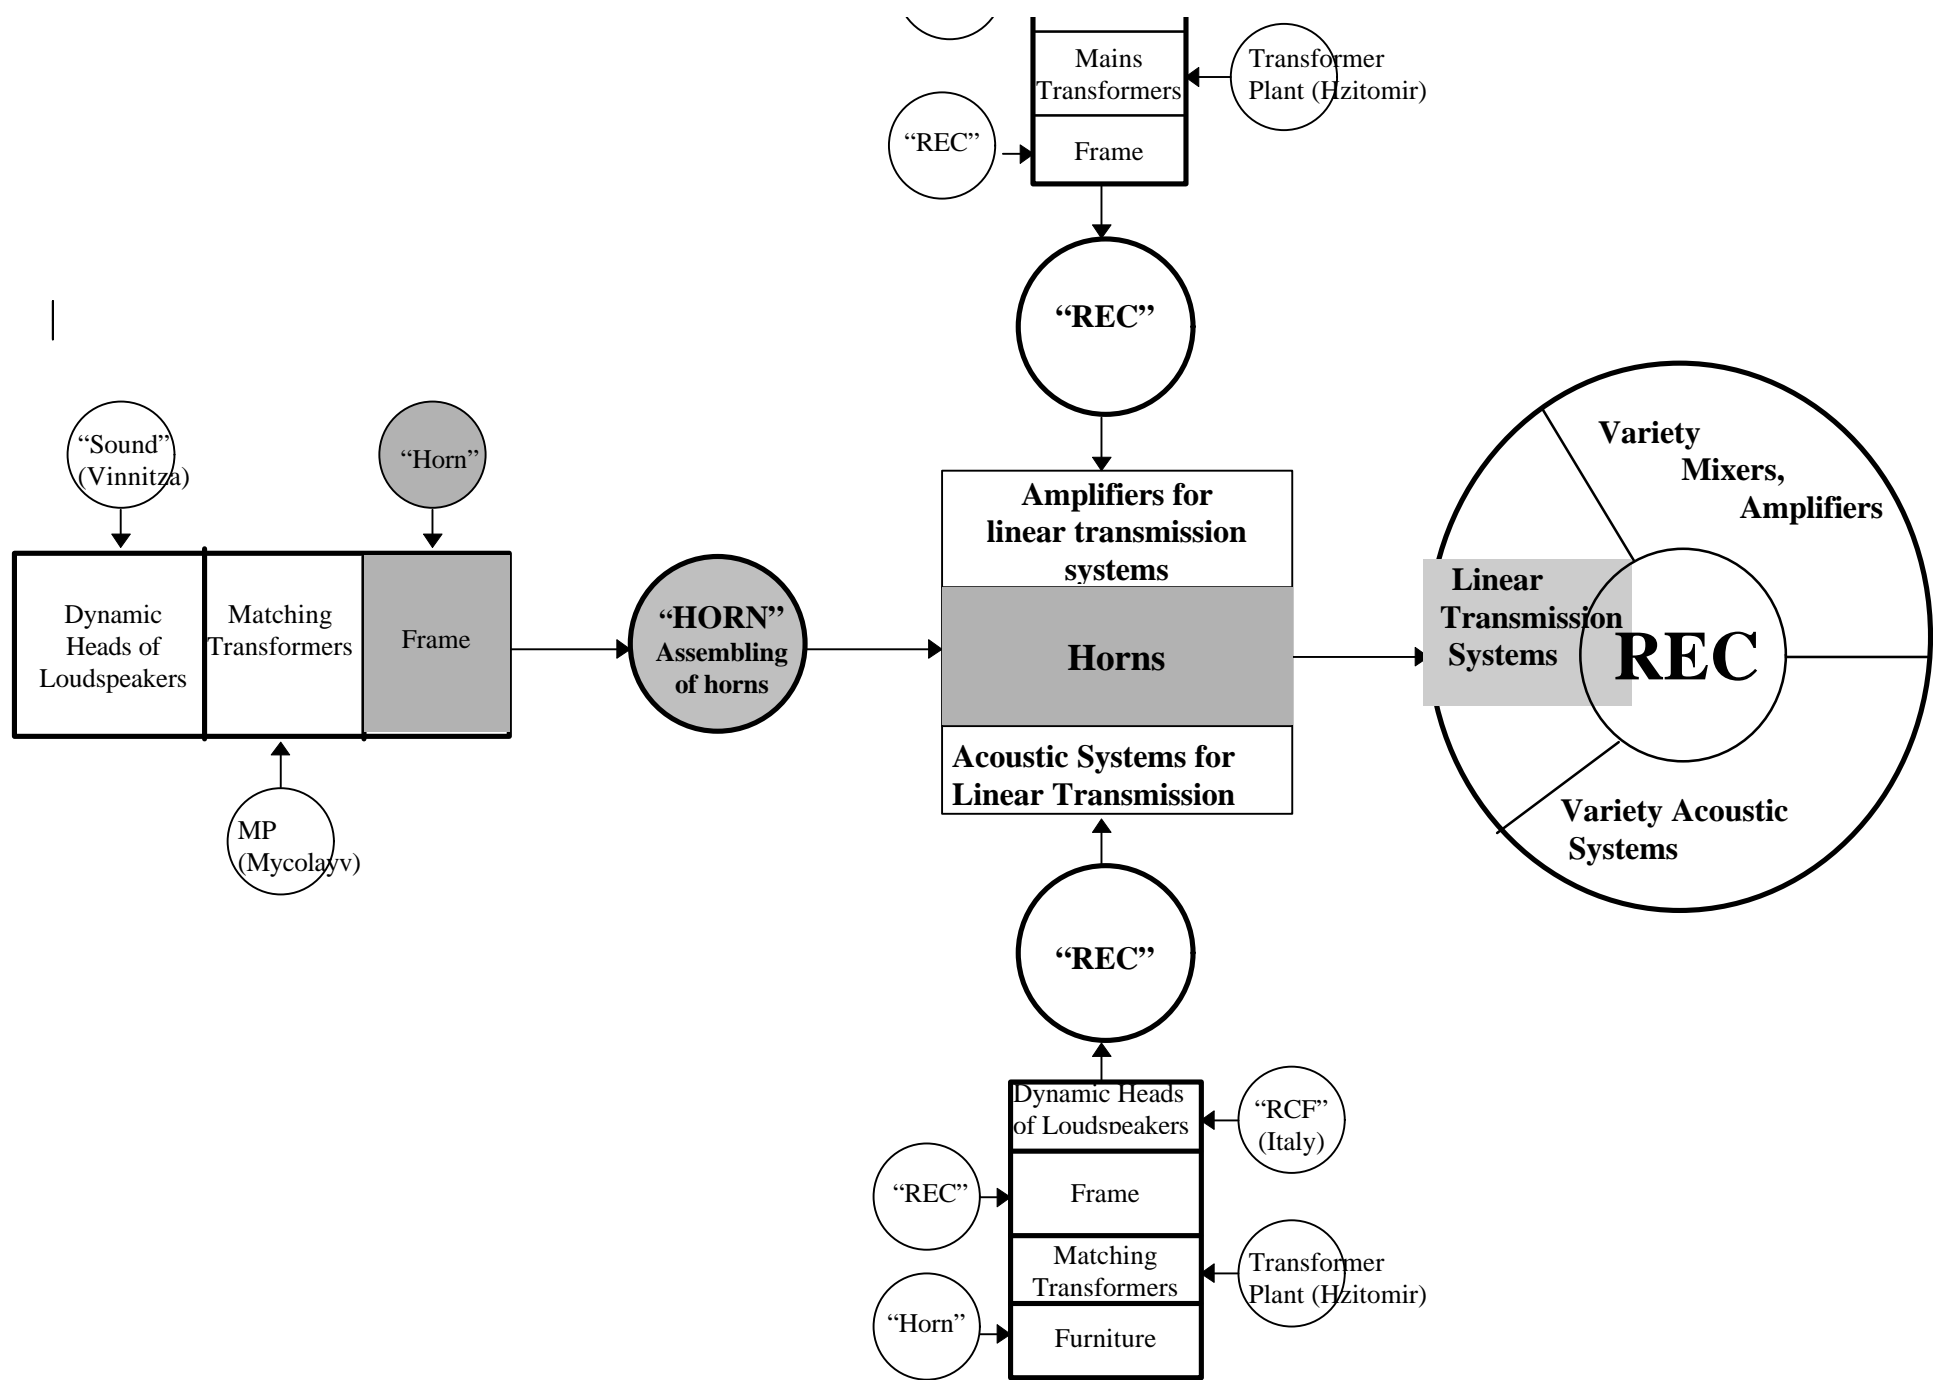 Mains
Transformers
Transformer
Plant (Hzitomir)
“REC”
Frame
“REC”
“Sound”
(Vinnitza)
“Horn”
Dynamic
Heads of
Loudspeakers
Matching
Transformers
Frame
MP
(Mycolayv)
“HORN”
Assembling
of horns
Amplifiers for
linear transmission
systems
Horns
Acoustic Systems for
Linear Transmission
Variety
Mixers,
Amplifiers
Linear
Transmission
Systems
REC
Variety Acoustic
Systems
“REC”
Dynamic Heads
of Loudspeakers
“RCF”
(Italy)
“REC”
Frame
Matching
Transformers
Transformer
Plant (Hzitomir)
“Horn”
Furniture